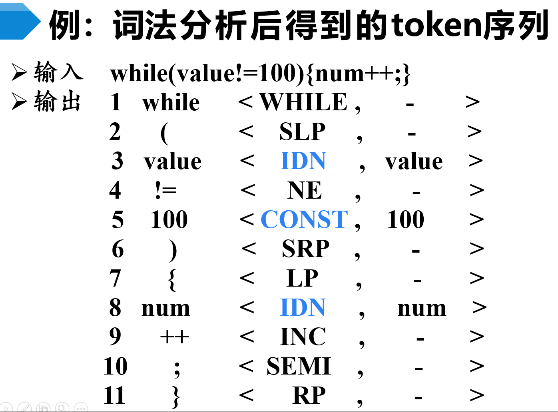 例：词法分析后得到的token序列
➢输入 while(value!=100){num++;}
➢输出 1 while < WHILE , - >
2 ( < SLP , - >
3 value < IDN , value >
4 != < NE , - >
5 100 < CONST , 100 >
6 ) < SRP , - >
7 { < LP , - >
8 num < IDN , num >
9 ++ < INC , - >
10 ; < SEMI , - >
11 } < RP , - >